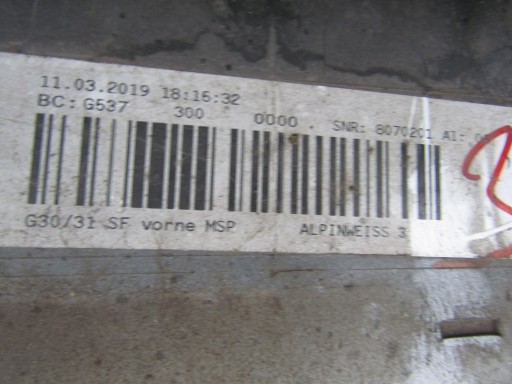 11.03.2019 18:16:32
BC: G537 300 0000 SNR: 8070201 AI:
G30/31 SF vorne MSP ALPINWEISS 3